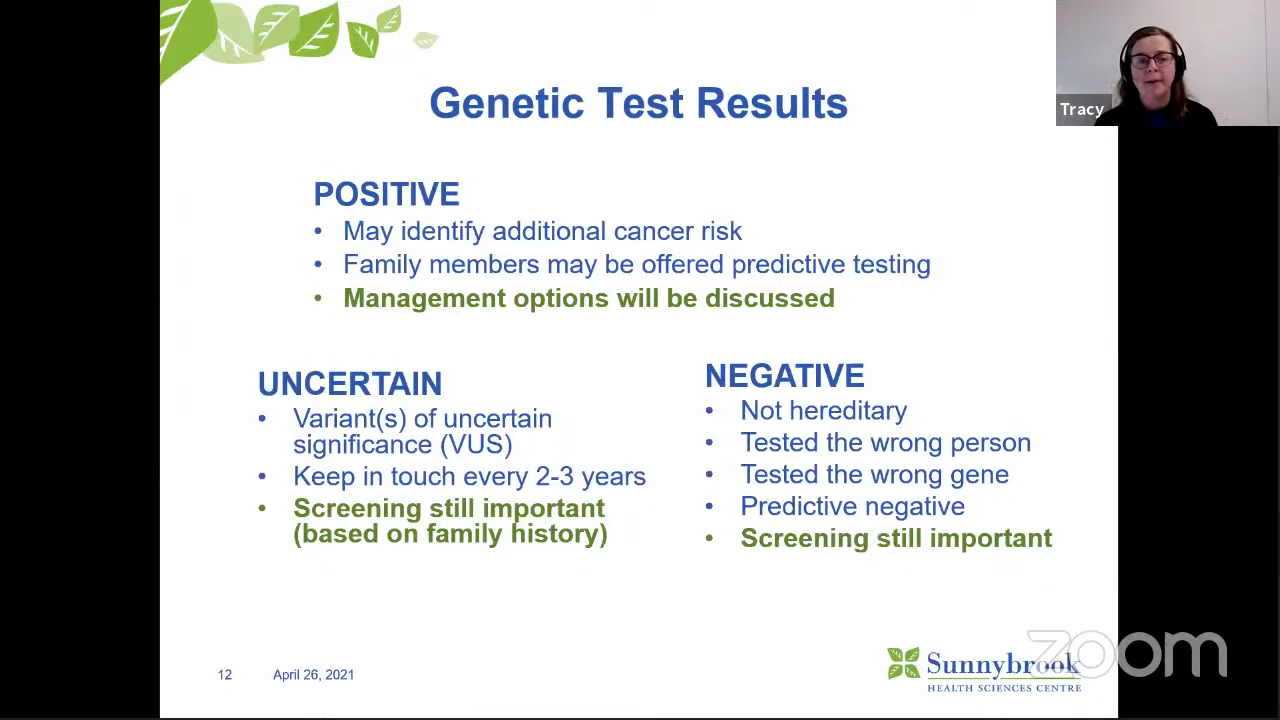 Genetic Test Results
Tracy
POSITIVE
• May identify additional cancer risk
• Family members may be offered predictive testing
• Management options will be discussed
UNCERTAIN
• Variant(s) of uncertain
significance (VUS)
• Keep in touch every 2-3 years
• Screening still important
(based on family history)
NEGATIVE
• Not hereditary
• Tested the wrong person
• Tested the wrong gene
• Predictive negative
• Screening still important
12 April 26, 2021
Sunnybrook
HEALTH SCIENCES CENTRE
zoom